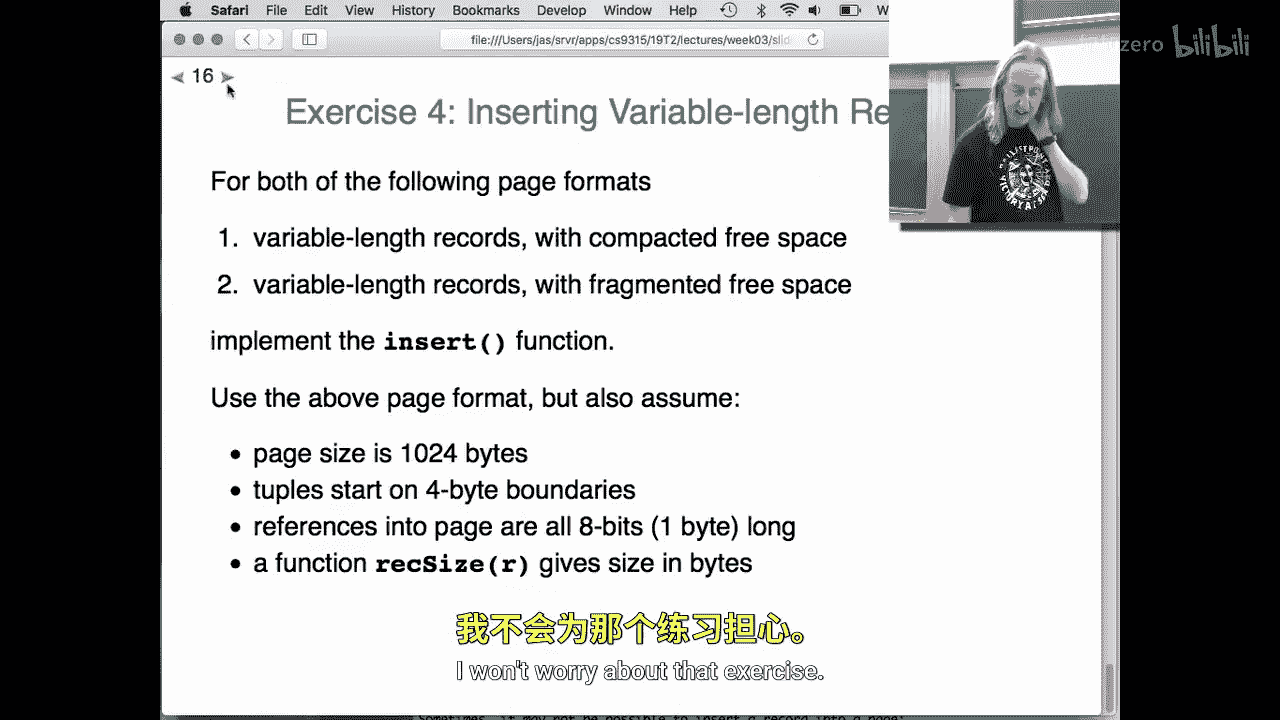 Safari File Edit View History Bookmarks Develop Window Help
file:///Users/jas/srvr/apps/cs9315/19T2/lectures/week03/slid
zero bilibili
16
Exercise 4: Inserting Variable-length Re
For both of the following page formats
1. variable-length records, with compacted free space
2. variable-length records, with fragmented free space
implement the insert() function.
Use the above page format, but also assume:
• page size is 1024 bytes
• tuples start on 4-byte boundaries
• references into page are all 8-bits (1 byte) long
• a function recSize(r) gives size in bytes
我不会为那个练习担心。
I won't worry about that exercise.